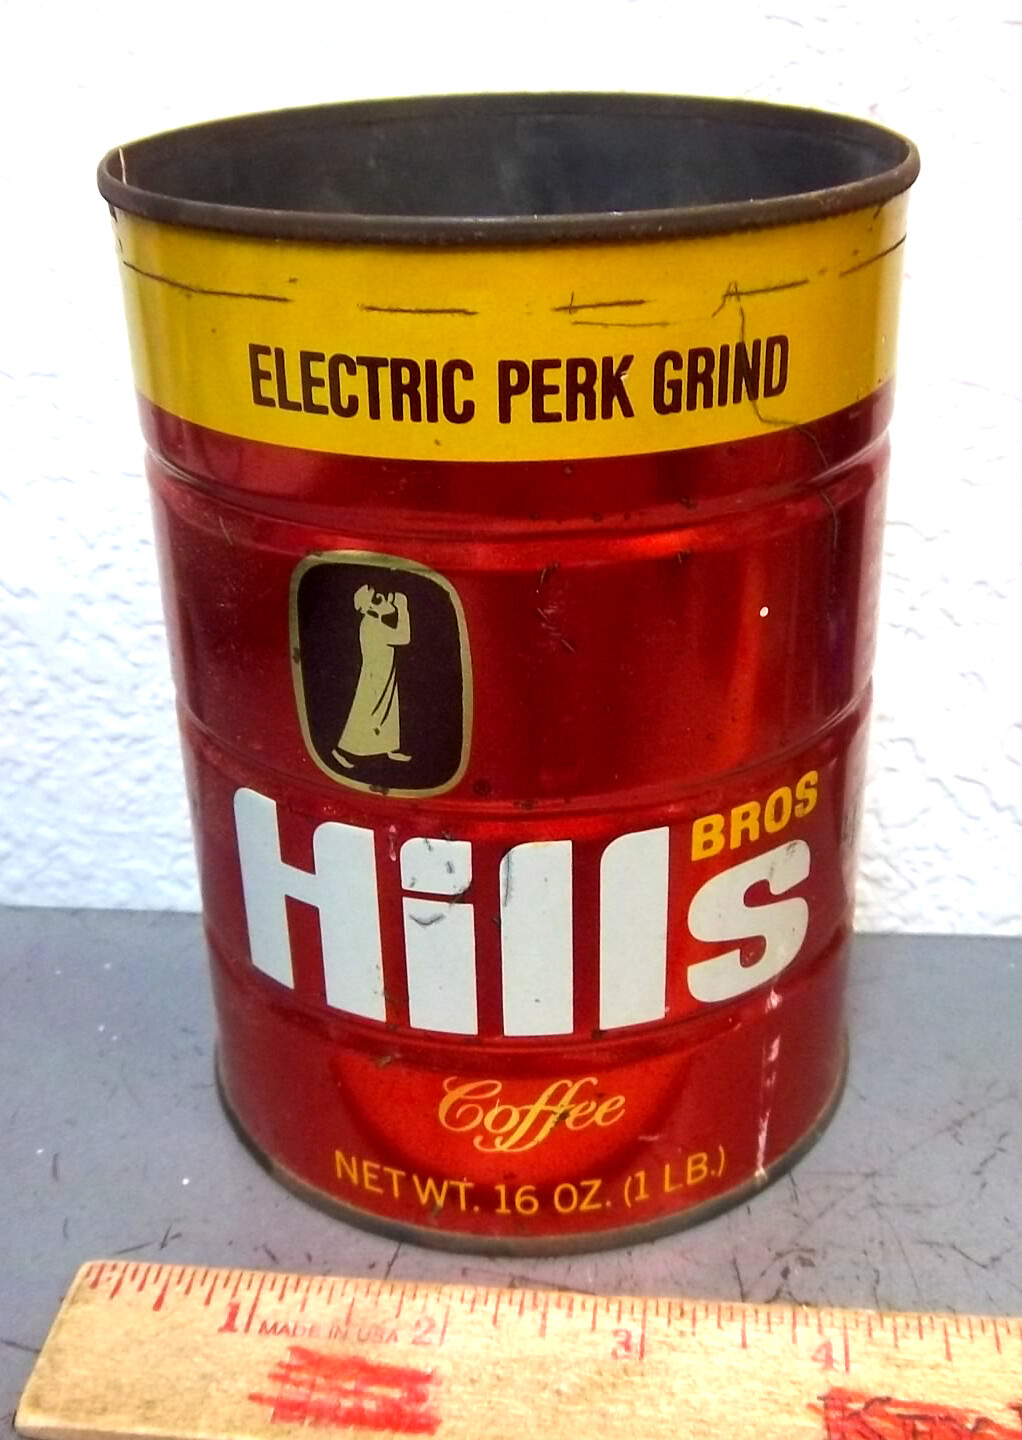 ELECTRIC PERK GRIND
®
BROS
Hills
Coffee
NET WT. 16 OZ. (1 LB.)
1 MADE IN USA 2 3 4